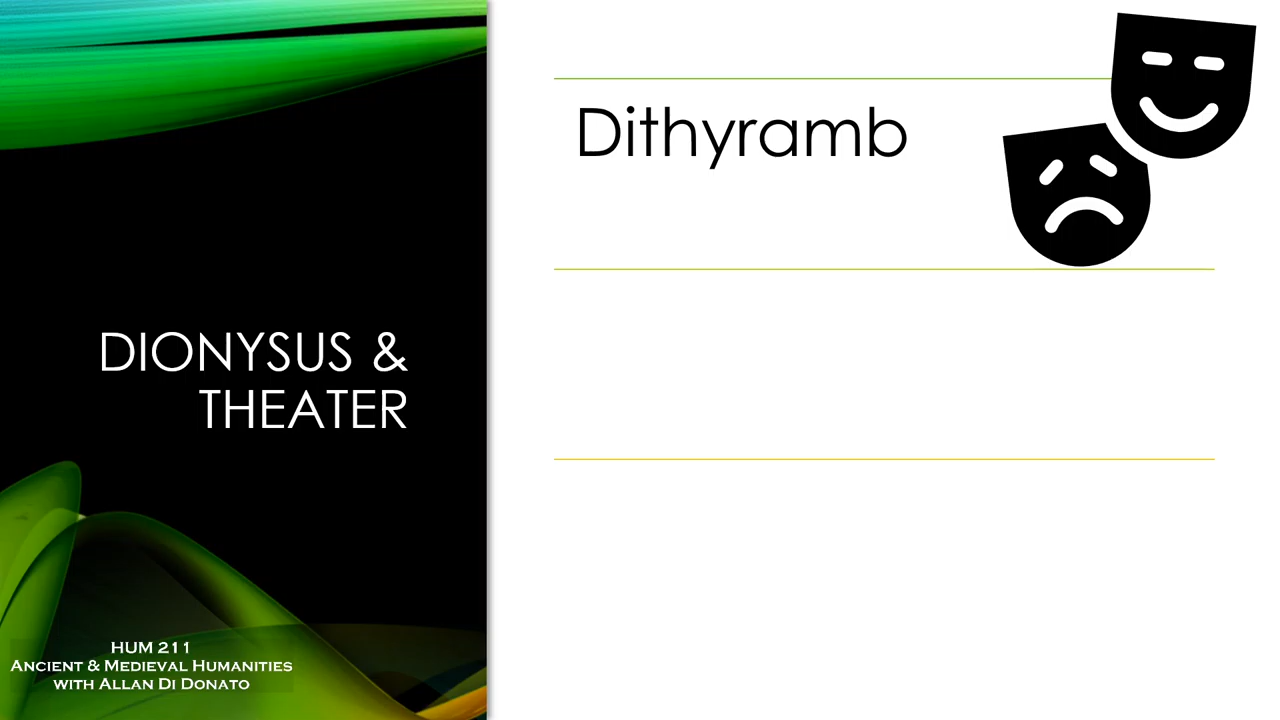 DIONYSUS &
THEATER
HUM 211
Ancient & Medieval Humanities
with Allan Di Donato
Dithyramb